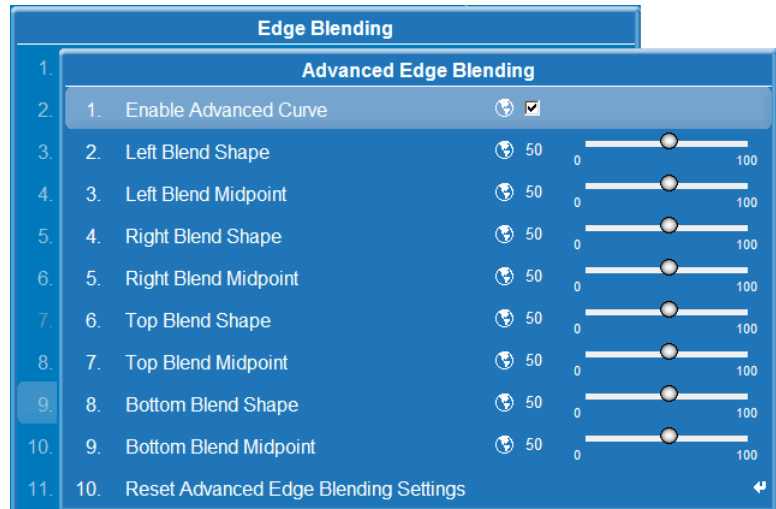 Edge Blending
1. Advanced Edge Blending
2. 1. Enable Advanced Curve
3. 2. Left Blend Shape 50 0 100
4. 3. Left Blend Midpoint 50 0 100
5. 4. Right Blend Shape 50 0 100
6. 5. Right Blend Midpoint 50 0 100
7. 6. Top Blend Shape 50 0 100
8. 7. Top Blend Midpoint 50 0 100
9. 8. Bottom Blend Shape 50 0 100
10. 9. Bottom Blend Midpoint 50 0 100
11. 10. Reset Advanced Edge Blending Settings